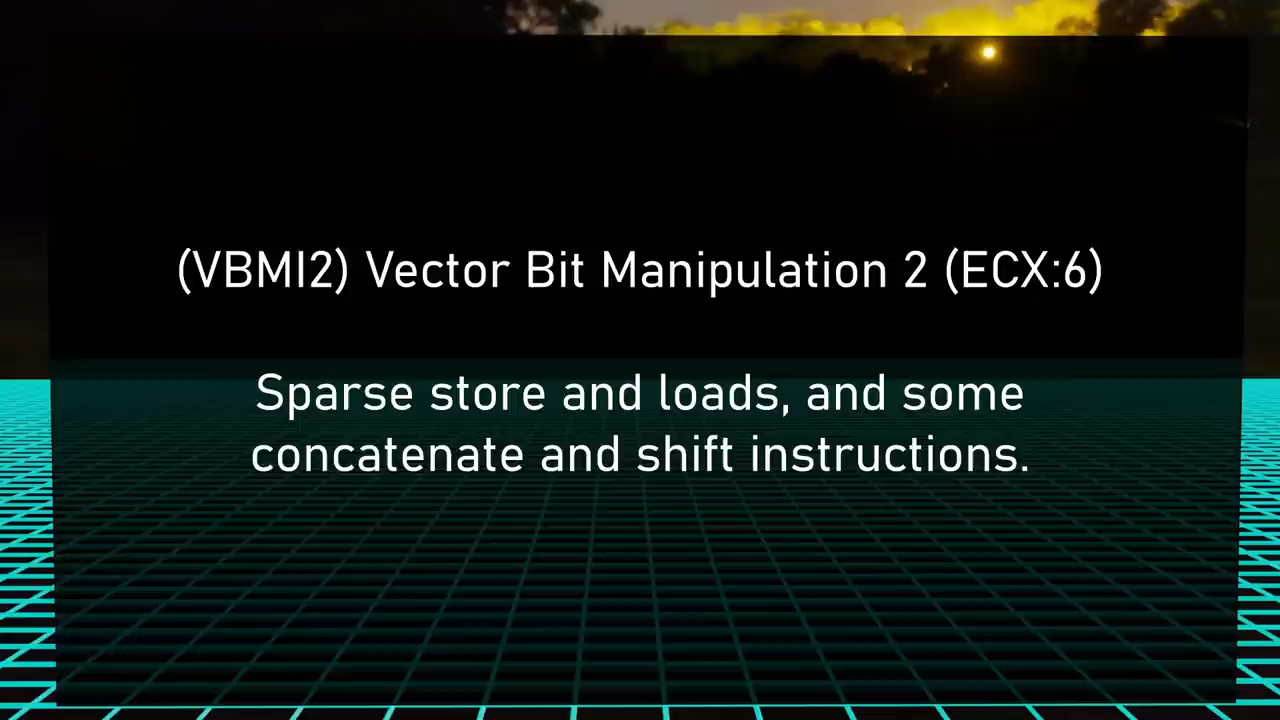 (VBMI2) Vector Bit Manipulation 2 (ECX:6)
Sparse store and loads, and some
concatenate and shift instructions.